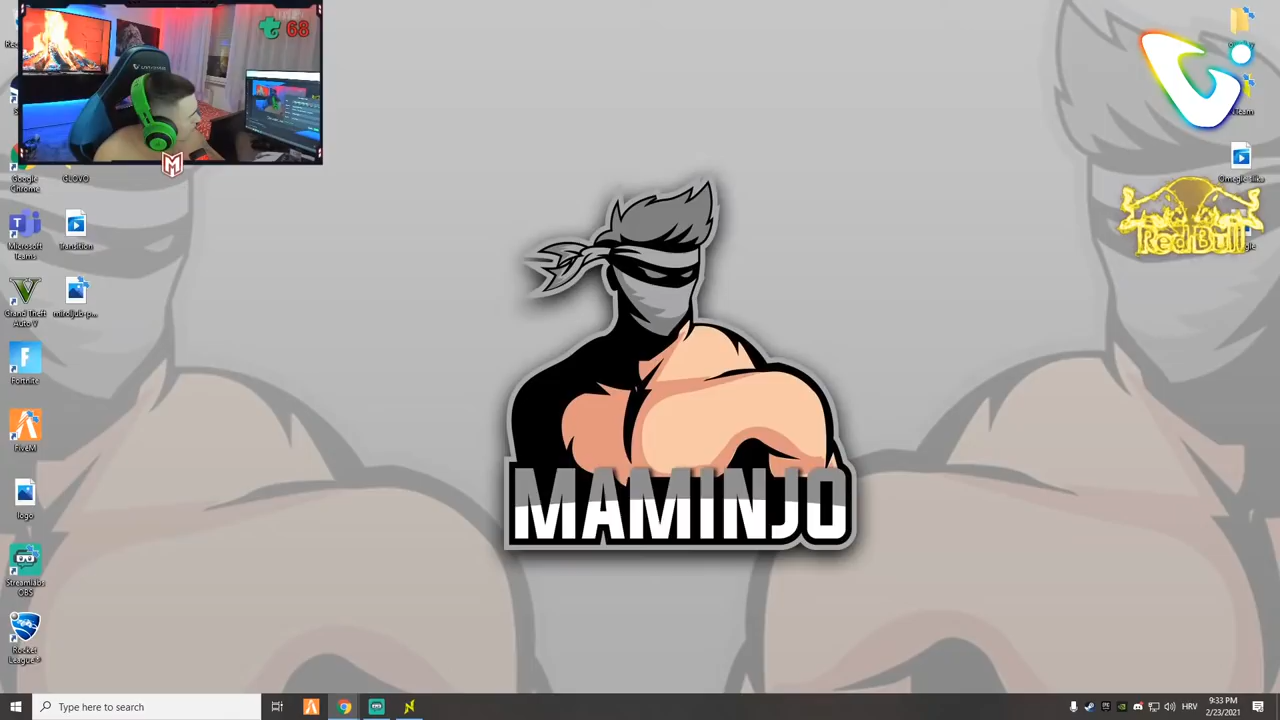 68
Google
Chrome
GLOVO
Microsoft
Teams
Transition
Grand Theft
Auto V
miroljub-p...
Fortnite
FiveM
logo
Streamlabs
OBS
Rocket
League®
M
MAMINJO
Red Bull
Type here to search
HRV
9:33 PM
2/23/2021